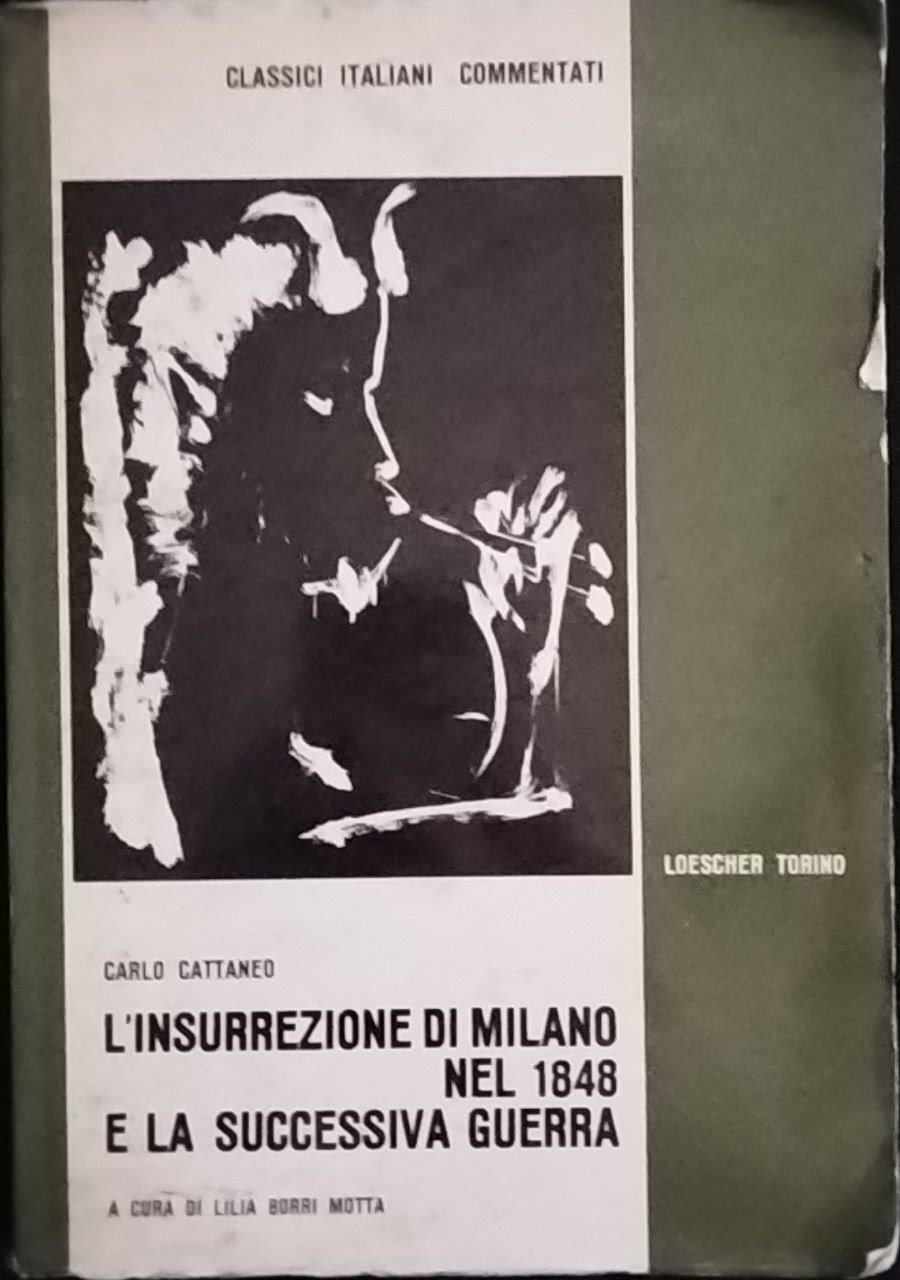 CLASSICI ITALIANI COMMENTATI
LOESCHER TORINO
CARLO CATTANEO
L'INSURREZIONE DI MILANO
NEL 1848
E LA SUCCESSIVA GUERRA
A CURA DI LILIA BORRI MOTTA